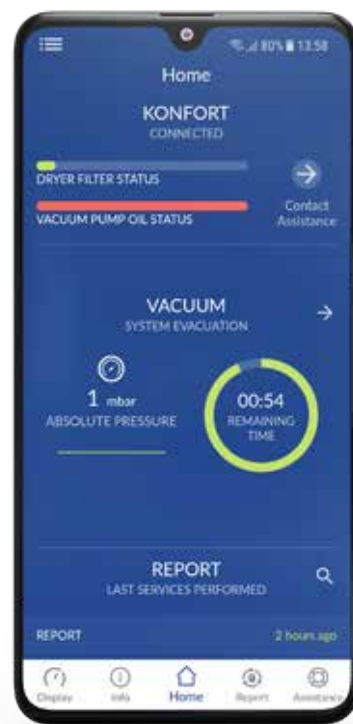 80% 13.58
Home
KONFORT
CONNECTED
DRYER FILTER STATUS
VACUUM PUMP OIL STATUS
Contact
Assistance
VACUUM
SYSTEM EVACUATION
1 mbar
ABSOLUTE PRESSURE
00:54
REMAINING
TIME
REPORT
LAST SERVICES PERFORMED
REPORT
2 hours ago
Display
Info
Home
Report
Assistance